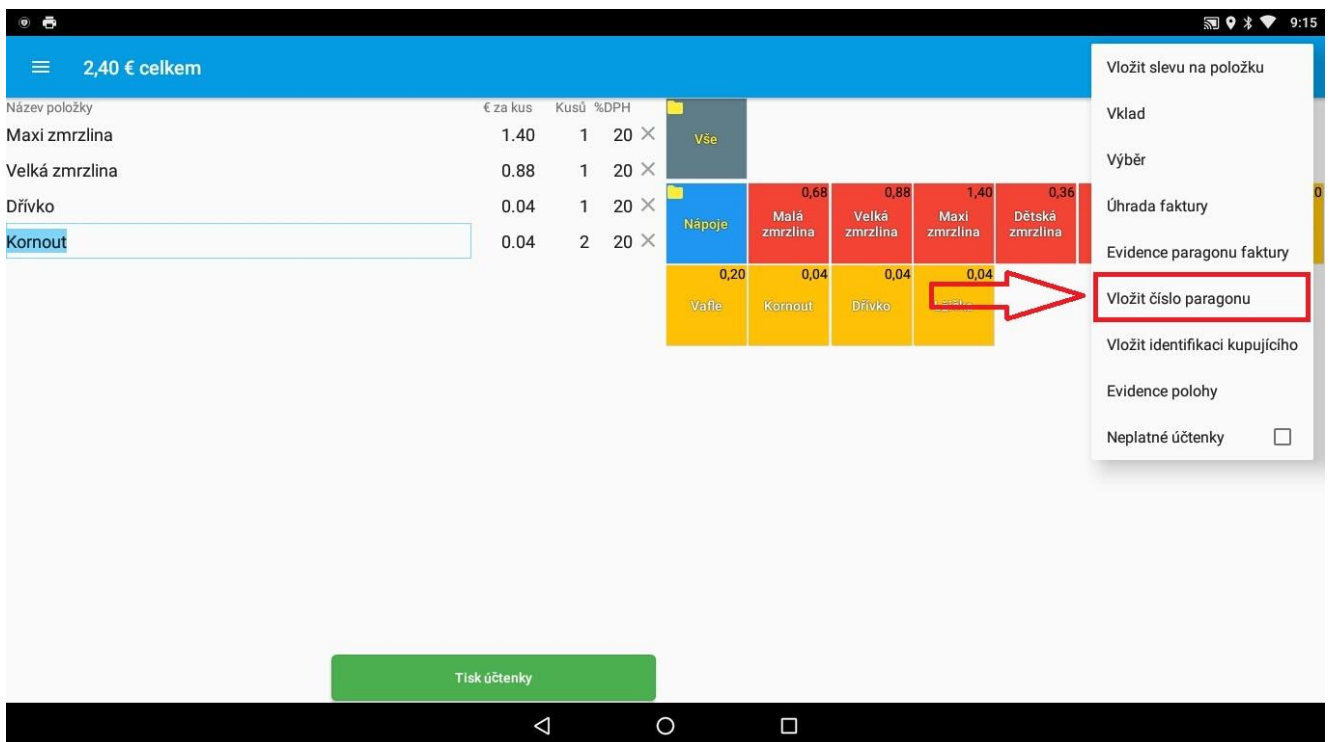 9:15
2,40 € celkem
Název položky € za kus Kusů %DPH
Maxi zmrzlina 1.40 1 20
Velká zmrzlina 0.88 1 20
Dřívko 0.04 1 20
Kornout 0.04 2 20
Tisk účtenky
Vše
Nápoje
0,68
Malá
zmrzlina
0,88
Velká
zmrzlina
1,40
Maxi
zmrzlina
0,36
Dětská
zmrzlina
0
0,20
Vafle
0,04
Kornout
0,04
Dřívko
0,04
Vložit slevu na položku
Vklad
Výběr
Úhrada faktury
Evidence paragonu faktury
Vložit číslo paragonu
Vložit identifikaci kupujícího
Evidence polohy
Neplatné účtenky